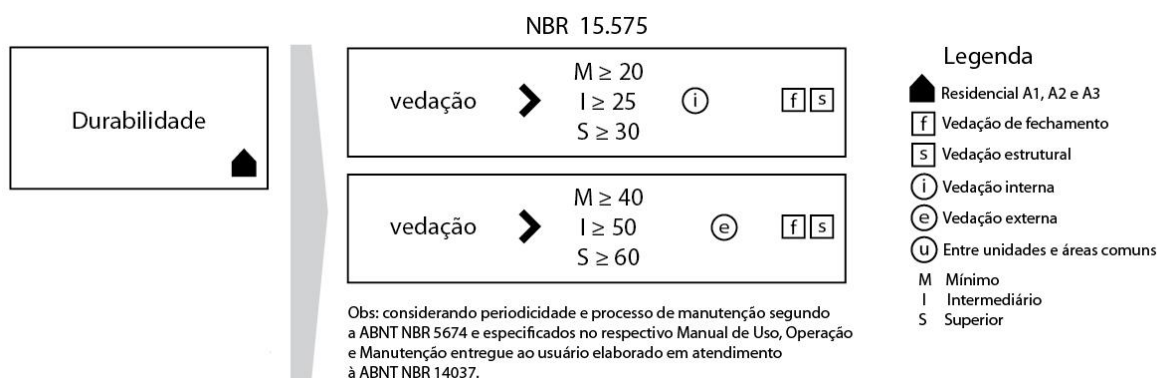 NBR 15.575
Durabilidade
vedação
M ≥ 20
I ≥ 25
S ≥ 30
i
f s
vedação
M ≥ 40
I ≥ 50
S ≥ 60
e
f s
Obs: considerando periodicidade e processo de manutenção segundo
a ABNT NBR 5674 e especificados no respectivo Manual de Uso, Operação
e Manutenção entregue ao usuário elaborado em atendimento
à ABNT NBR 14037.
Legenda
Residencial A1, A2 e A3
f Vedação de fechamento
s Vedação estrutural
i Vedação interna
e Vedação externa
u Entre unidades e áreas comuns
M Mínimo
I Intermediário
S Superior